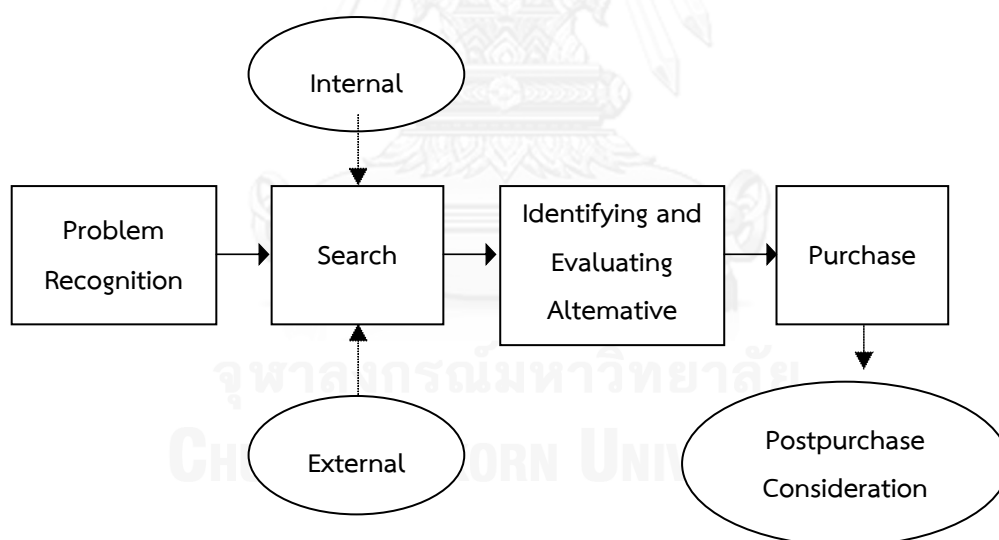 Internal
Problem
Recognition
Search
Identifying and
Evaluating
Altemative
Purchase
External
Postpurchase
Consideration
จุฬาลงกรณ์มหาวิทยาลัย